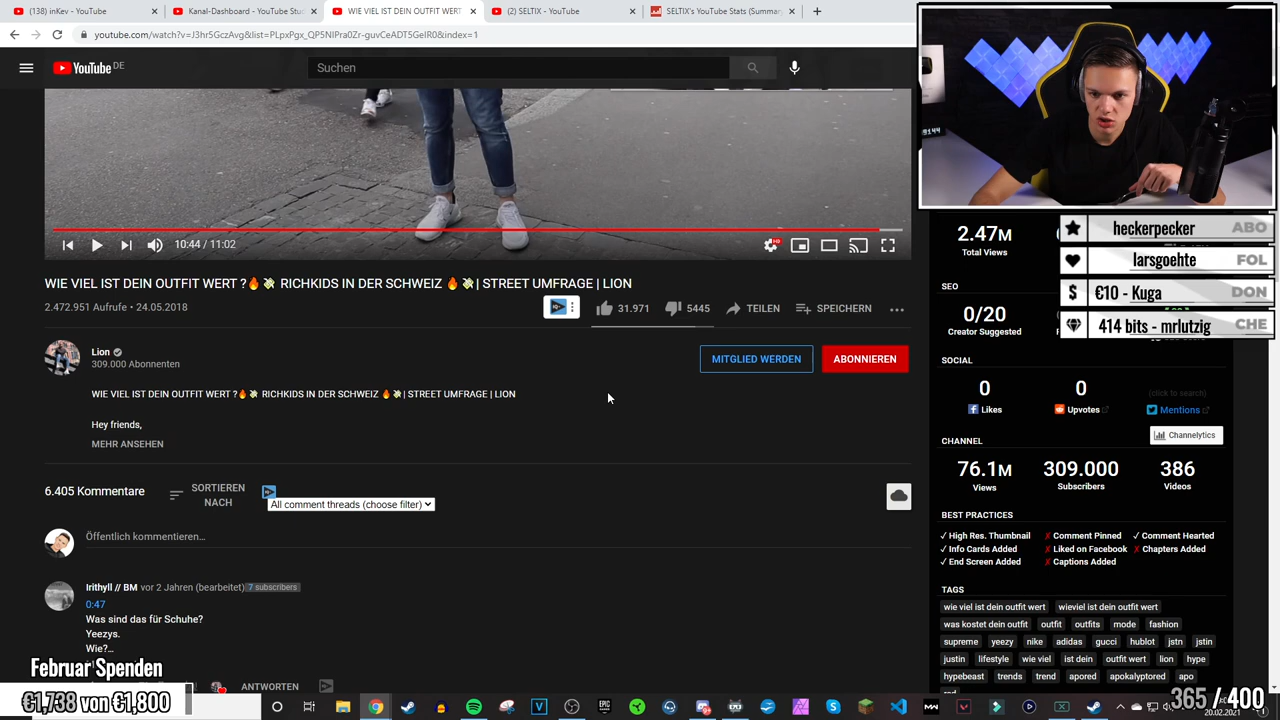 (138) inKev - YouTube
Kanal-Dashboard - YouTube Stu
WIE VIEL IST DEIN OUTFIT WERT
(2) SELTIX - YouTube
SELTIX's YouTube Stats (Summary
youtube.com/watch?v=J3hr5GczAvg&list=PLpxPgx_QP5NIPra0Zr-guvCeADT5GeIR0&index=1
YouTube DE
Suchen
10:44 / 11:02
HD
WIE VIEL IST DEIN OUTFIT WERT ?🔥💸 RICHKIDS IN DER SCHWEIZ 🔥💸| STREET UMFRAGE | LION
2.472.951 Aufrufe • 24.05.2018
31.971
5445
TEILEN
SPEICHERN
Lion
309.000 Abonnenten
MITGLIED WERDEN
ABONNIEREN
WIE VIEL IST DEIN OUTFIT WERT ?🔥💸 RICHKIDS IN DER SCHWEIZ 🔥💸| STREET UMFRAGE | LION
Hey friends,
MEHR ANSEHEN
6.405 Kommentare
SORTIEREN
NACH
All comment threads (choose filter)
Öffentlich kommentieren...
Irithyll // BM vor 2 Jahren (bearbeitet) 7 subscribers
0:47
Was sind das für Schuhe?
Yeezys.
Wie?...
ANTWORTEN
Februar Spenden
€1,738 von €1,800
2.47M
Total Views
SEO
0/20
Creator Suggested
SOCIAL
0
Likes
0
Upvotes
(click to search)
Mentions
CHANNEL
Channelytics
76.1M
Views
309.000
Subscribers
386
Videos
BEST PRACTICES
✓ High Res. Thumbnail ✗ Comment Pinned ✓ Comment Hearted
✓ Info Cards Added ✗ Liked on Facebook ✗ Chapters Added
✓ End Screen Added ✗ Captions Added
TAGS
wie viel ist dein outfit wert wieviel ist dein outfit wert
was kostet dein outfit outfit outfits mode fashion
supreme yeezy nike adidas gucci hublot jstn jstin
justin lifestyle wie viel ist dein outfit wert lion hype
hypebeast trends trend apored apokalyptored apo
red
heckerpecker ABO
larsgoehte FOL
$ €10 - Kuga DON
414 bits - mrlutzig CHE
365 / 400
20.02.2021